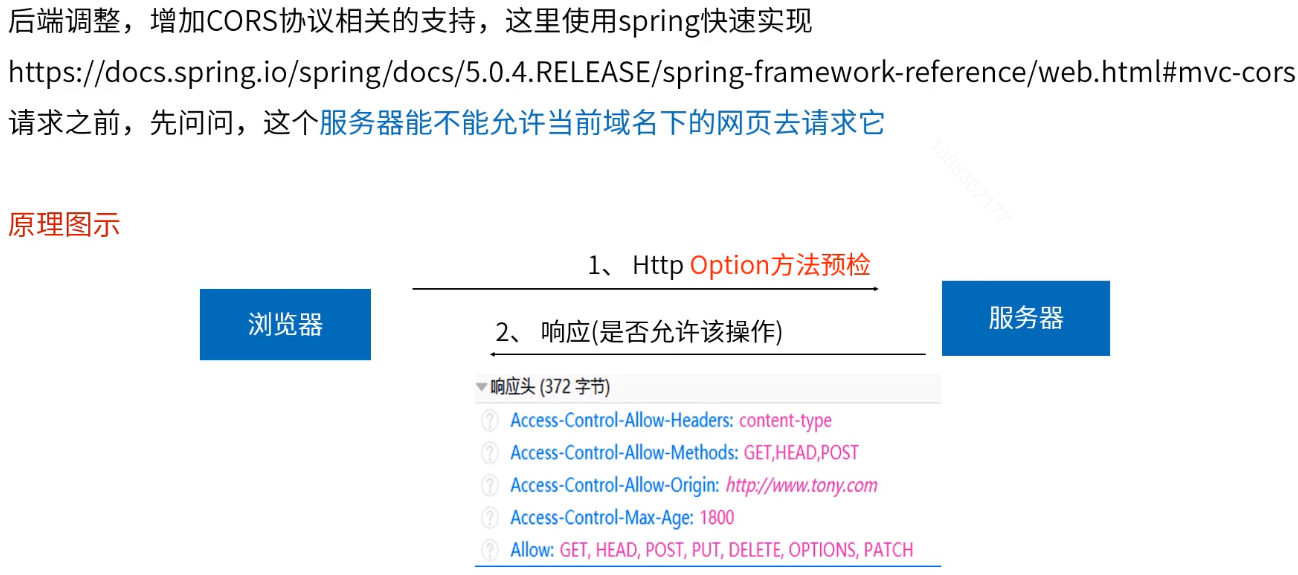 后端调整，增加CORS协议相关的支持，这里使用spring快速实现
https://docs.spring.io/spring/docs/5.0.4.RELEASE/spring-framework-reference/web.html#mvc-cors
请求之前，先问问，这个服务器能不能允许当前域名下的网页去请求它
1388362177
原理图示
1、 Http Option方法预检
浏览器
服务器
2、 响应(是否允许该操作)
响应头 (372 字节)
Access-Control-Allow-Headers: content-type
Access-Control-Allow-Methods: GET,HEAD,POST
Access-Control-Allow-Origin: http://www.tony.com
Access-Control-Max-Age: 1800
Allow: GET, HEAD, POST, PUT, DELETE, OPTIONS, PATCH